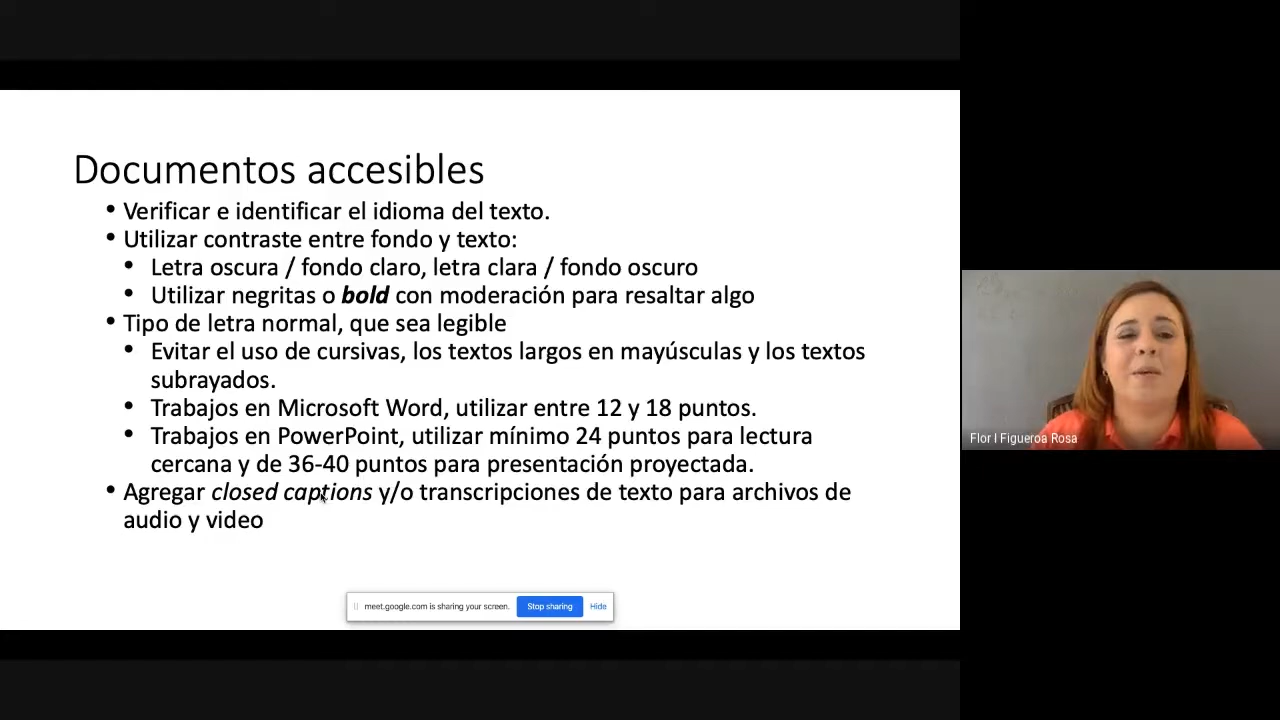 Documentos accesibles
• Verificar e identificar el idioma del texto.
• Utilizar contraste entre fondo y texto:
• Letra oscura / fondo claro, letra clara / fondo oscuro
• Utilizar negritas o bold con moderación para resaltar algo
• Tipo de letra normal, que sea legible
• Evitar el uso de cursivas, los textos largos en mayúsculas y los textos
subrayados.
• Trabajos en Microsoft Word, utilizar entre 12 y 18 puntos.
• Trabajos en PowerPoint, utilizar mínimo 24 puntos para lectura
cercana y de 36-40 puntos para presentación proyectada.
• Agregar closed captions y/o transcripciones de texto para archivos de
audio y video
meet.google.com is sharing your screen. Stop sharing Hide
Flor I Figueroa Rosa